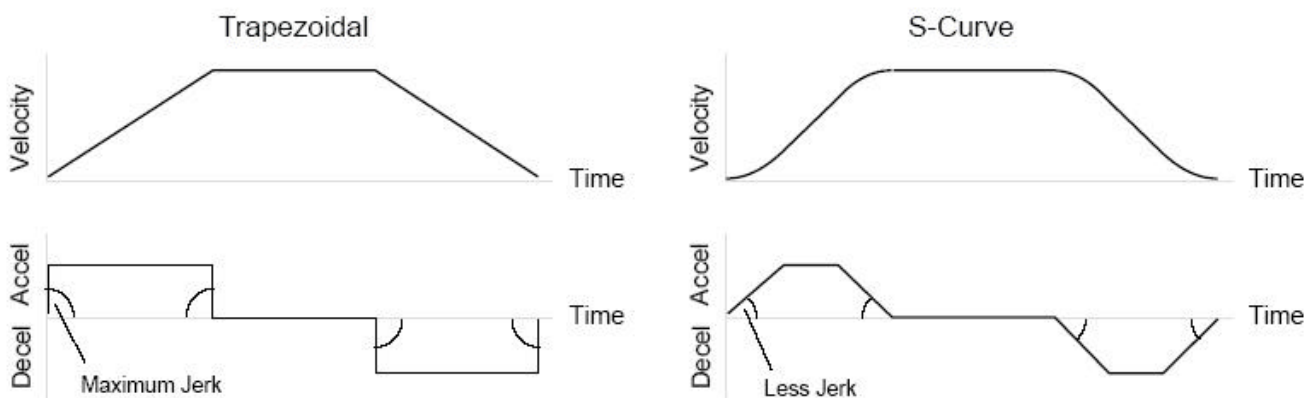 Trapezoidal
Velocity
Time
Accel
Decel
Time
Maximum Jerk
S-Curve
Velocity
Time
Accel
Decel
Time
Less Jerk